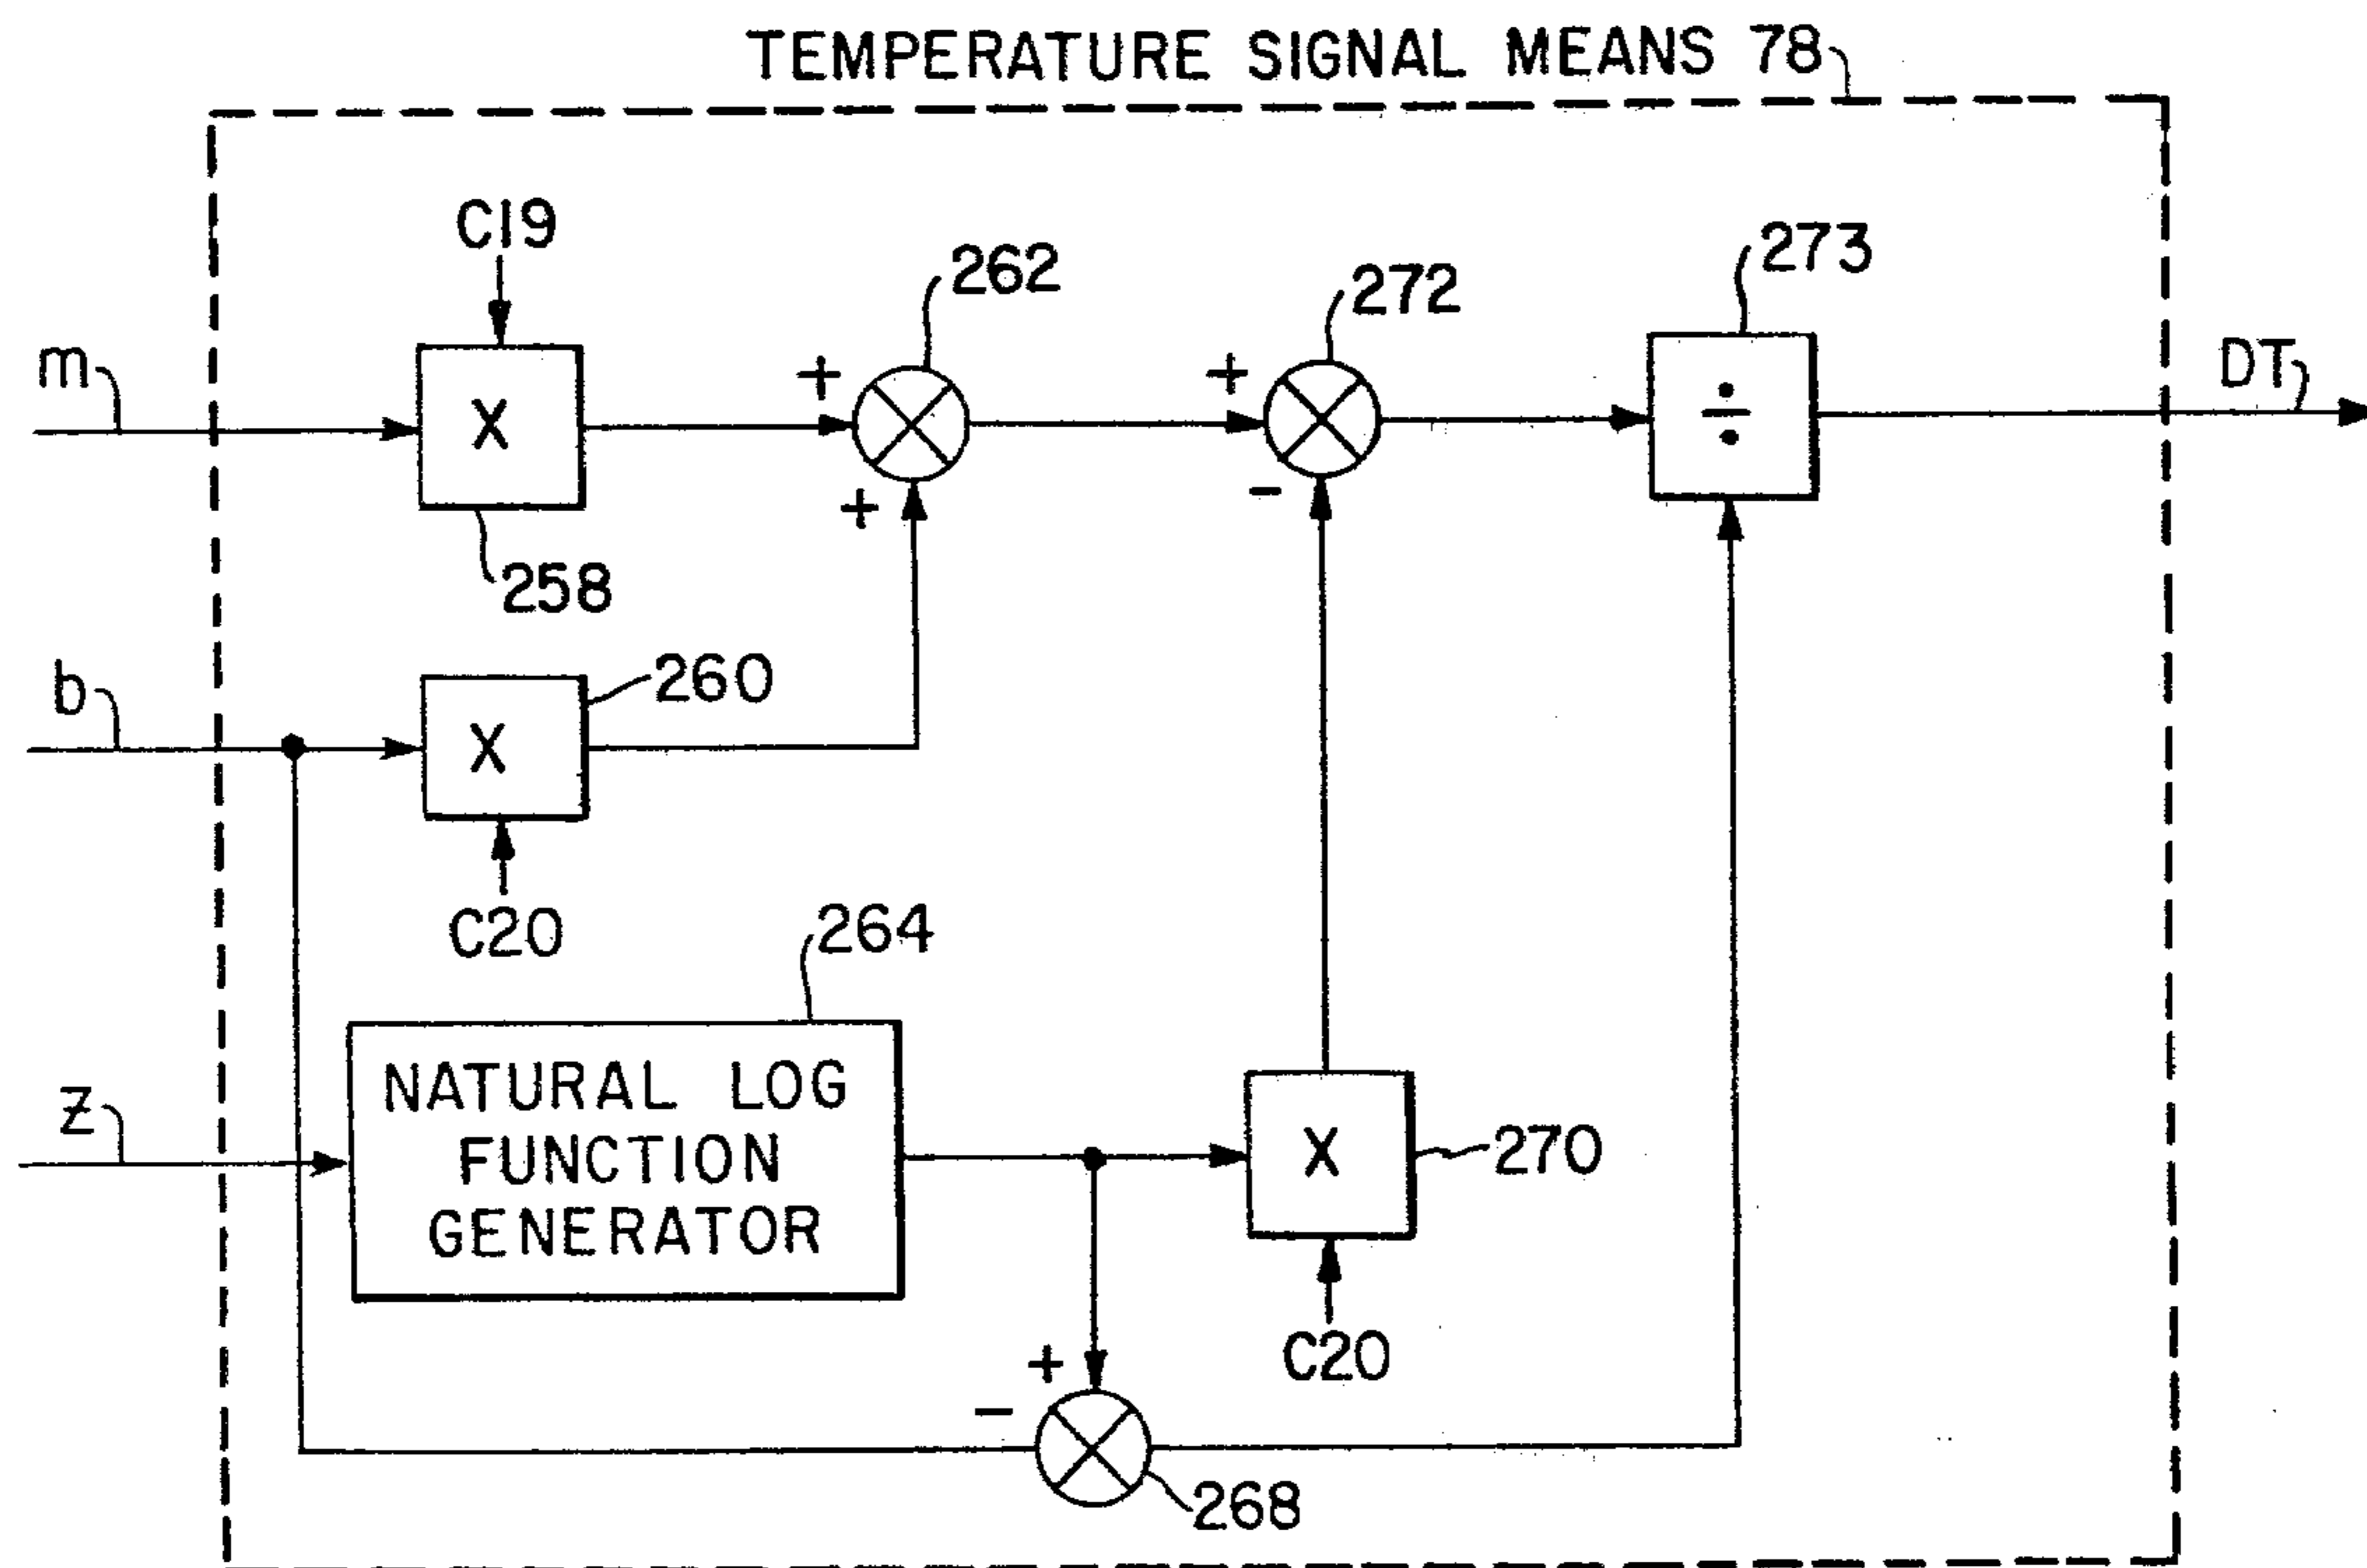 TEMPERATURE SIGNAL MEANS 78
C19
262
272
273
m
X
+
+
÷
DT
+
-
258
b
X
260
C20
264
Z
NATURAL LOG
FUNCTION
GENERATOR
X
270
C20
+
-
268